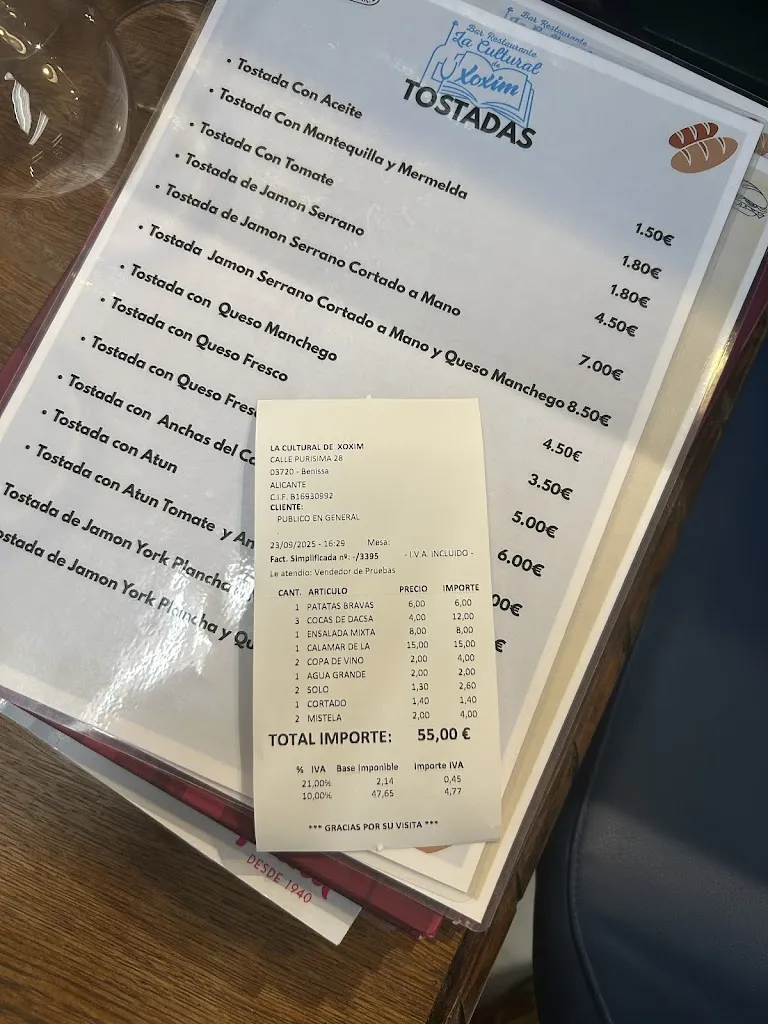 Bar Restaurante
Bar Restaurante
La Cultural
de
Xoxim
TOSTADAS
• Tostada Con Aceite 1.50€
• Tostada Con Mantequilla y Mermelda 1.80€
• Tostada Con Tomate 1.80€
• Tostada de Jamon Serrano 4.50€
• Tostada de Jamon Serrano Cortado a Mano 7.00€
• Tostada Jamon Serrano Cortado a Mano y Queso Manchego 8.50€
• Tostada con Queso Manchego 4.50€
• Tostada con Queso Fresco 3.50€
• Tostada con Queso Fres 5.00€
• Tostada con Anchas del Ca 6.00€
• Tostada con Atun 00€
• Tostada con Atun Tomate y An €
Tostada de Jamon York Plancha
ostada de Jamon York Plancha y Qu
LA CULTURAL DE XOXIM
CALLE PURISIMA 28
03720 - Benissa
ALICANTE
C.I.F. B16930992
CLIENTE:
PUBLICO EN GENERAL
.
23/09/2025 - 16:29 Mesa:
Fact. Simplificada nº: -/3395 - I.V.A. INCLUIDO -
Le atendio: Vendedor de Pruebas
CANT. ARTICULO PRECIO IMPORTE
1 PATATAS BRAVAS 6,00 6,00
3 COCAS DE DACSA 4,00 12,00
1 ENSALADA MIXTA 8,00 8,00
1 CALAMAR DE LA 15,00 15,00
2 COPA DE VINO 2,00 4,00
1 AGUA GRANDE 2,00 2,00
2 SOLO 1,30 2,60
1 CORTADO 1,40 1,40
2 MISTELA 2,00 4,00
TOTAL IMPORTE: 55,00 €
% IVA Base Imponible Importe IVA
21,00% 2,14 0,45
10,00% 47,65 4,77
*** GRACIAS POR SU VISITA ***
DESDE 1940